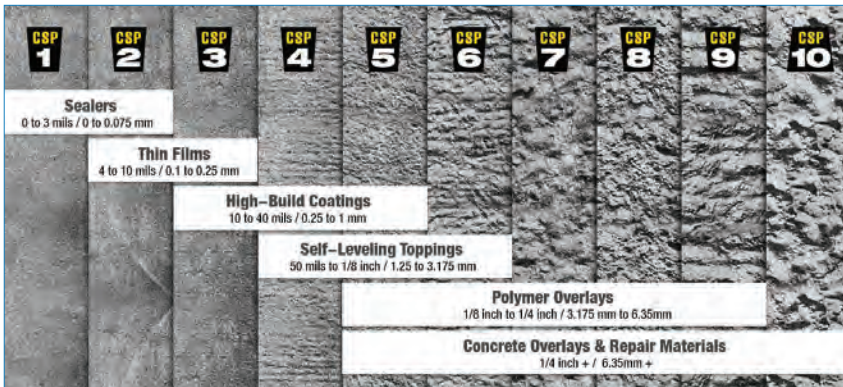 CSP 1
CSP 2
CSP 3
CSP 4
CSP 5
CSP 6
CSP 7
CSP 8
CSP 9
CSP 10
Sealers
0 to 3 mils / 0 to 0.075 mm
Thin Films
4 to 10 mils / 0.1 to 0.25 mm
High-Build Coatings
10 to 40 mils / 0.25 to 1 mm
Self-Leveling Toppings
50 mils to 1/8 inch / 1.25 to 3.175 mm
Polymer Overlays
1/8 inch to 1/4 inch / 3.175 mm to 6.35mm
Concrete Overlays & Repair Materials
1/4 inch + / 6.35mm +